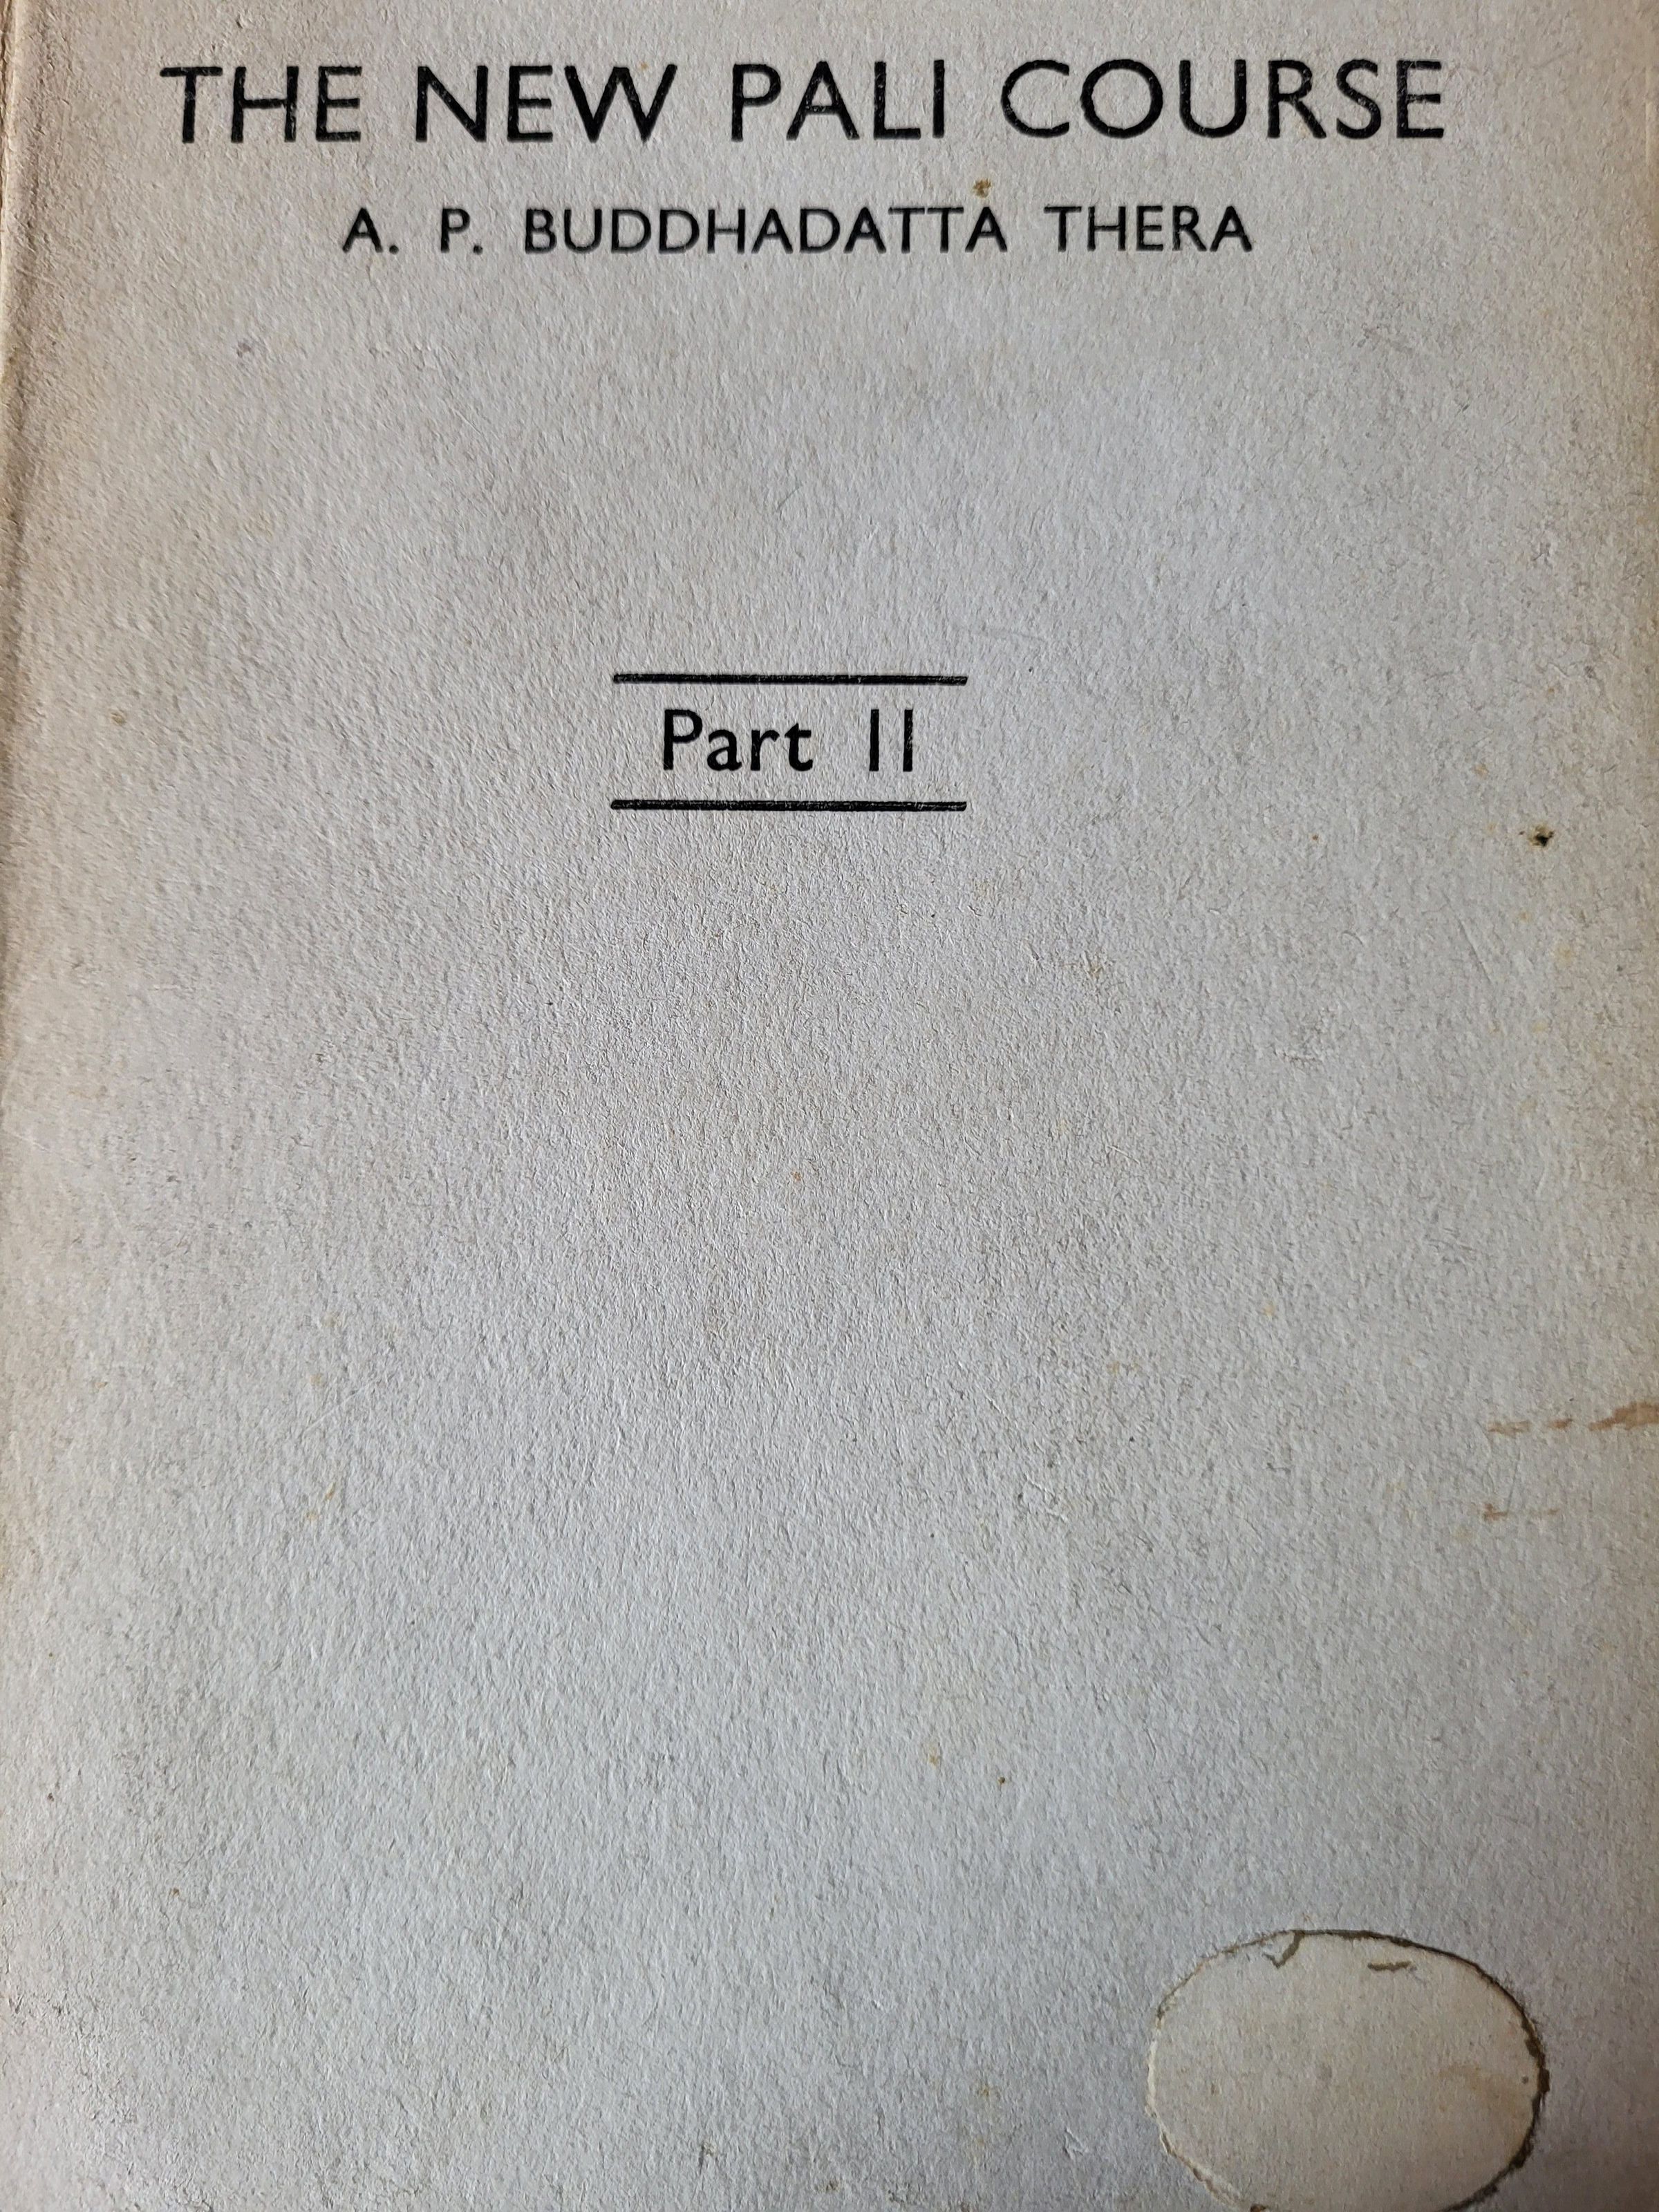 THE NEW PALI COURSE
A. P. BUDDHADATTA THERA
Part II